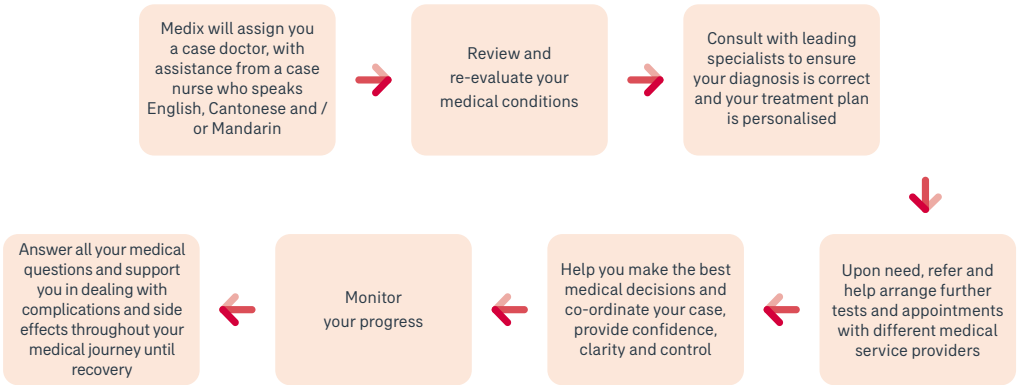 Medix will assign you
a case doctor, with
assistance from a case
nurse who speaks
English, Cantonese and /
or Mandarin
Review and
re-evaluate your
medical conditions
Consult with leading
specialists to ensure
your diagnosis is correct
and your treatment plan
is personalised
Upon need, refer and
help arrange further
tests and appointments
with different medical
service providers
Help you make the best
medical decisions and
co-ordinate your case,
provide confidence,
clarity and control
Monitor
your progress
Answer all your medical
questions and support
you in dealing with
complications and side
effects throughout your
medical journey until
recovery